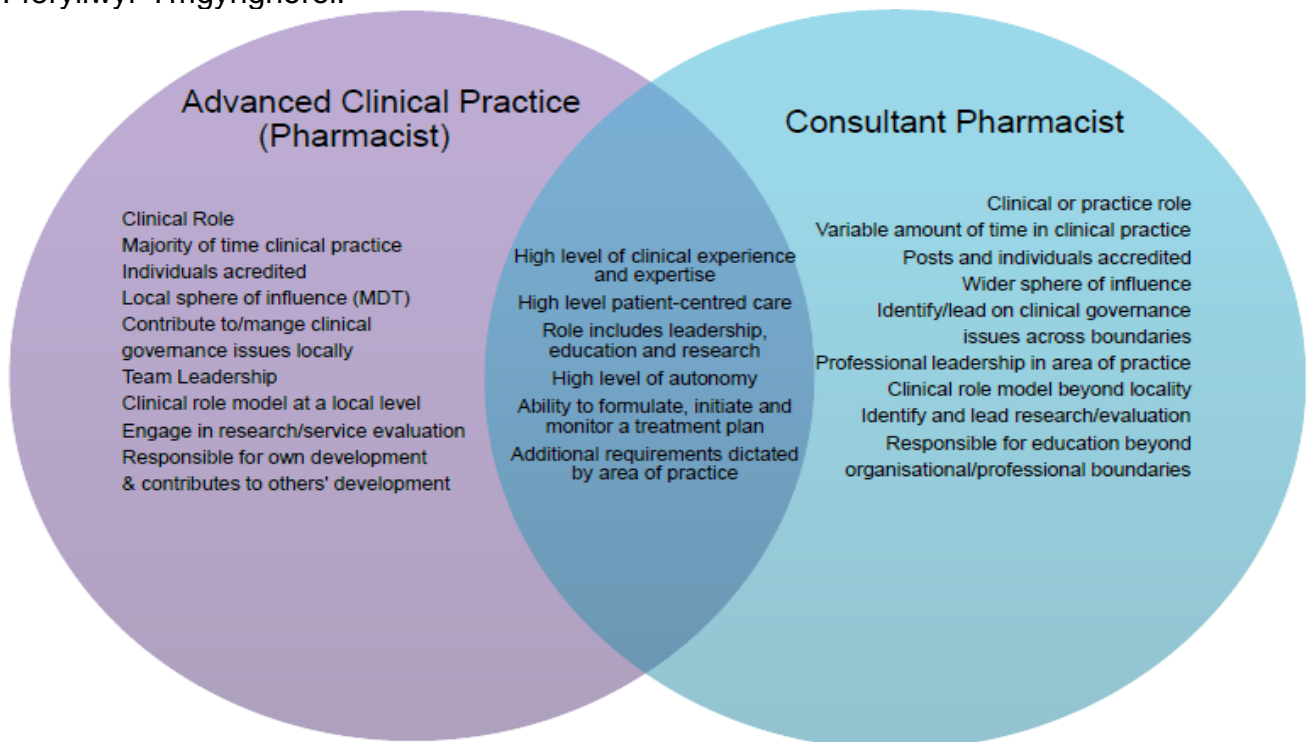 Advanced Clinical Practice
(Pharmacist)
Clinical Role
Majority of time clinical practice
Individuals acredited
Local sphere of influence (MDT)
Contribute to/mange clinical
governance issues locally
Team Leadership
Clinical role model at a local level
Engage in research/service evaluation
Responsible for own development
& contributes to others' development
High level of clinical experience
and expertise
High level patient-centred care
Role includes leadership,
education and research
High level of autonomy
Ability to formulate, initiate and
monitor a treatment plan
Additional requirements dictated
by area of practice
Consultant Pharmacist
Clinical or practice role
Variable amount of time in clinical practice
Posts and individuals accredited
Wider sphere of influence
Identify/lead on clinical governance
issues across boundaries
Professional leadership in area of practice
Clinical role model beyond locality
Identify and lead research/evaluation
Responsible for education beyond
organisational/professional boundaries